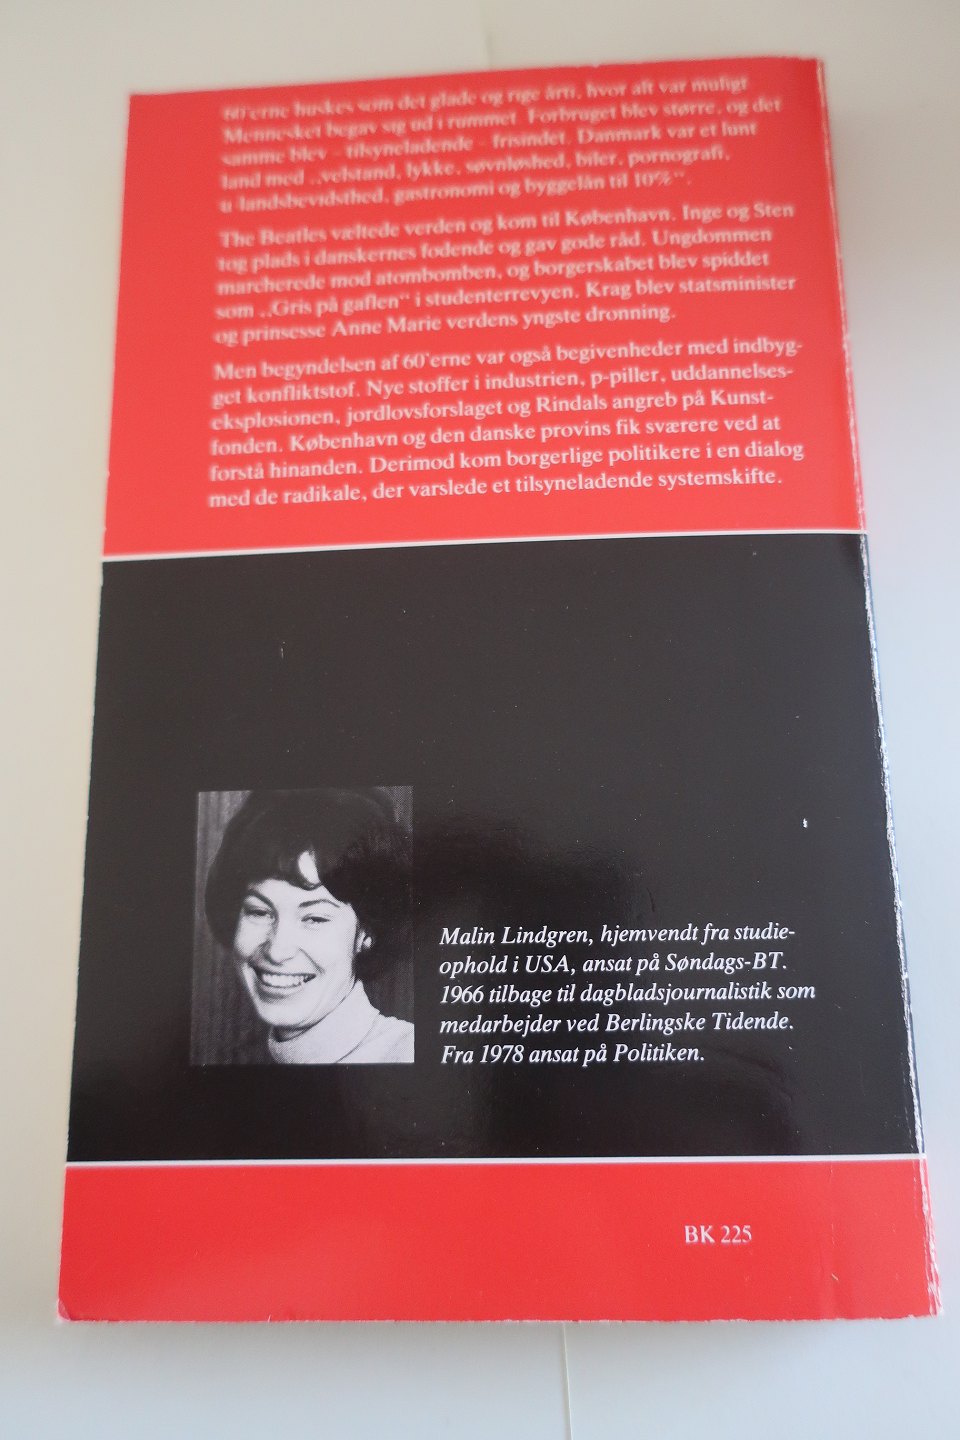 60'erne huskes som det glade og rige årti, hvor alt var muligt
Mennesket begav sig ud i rummet. Forbruget blev større, og det
samme blev - tilsyneladende - frisindet. Danmark var et lunt
land med „velstand, lykke, søvnløshed, biler, pornografi,
u-landsbevidsthed, gastronomi og byggelån til 10%“.
The Beatles væltede verden og kom til København. Inge og Sten
tog plads i danskernes fodende og gav gode råd. Ungdommen
marcherede mod atombomben, og borgerskabet blev spiddet
som „Gris på gaflen“ i studenterrevyen. Krag blev statsminister
og prinsesse Anne Marie verdens yngste dronning.
Men begyndelsen af 60'erne var også begivenheder med indbyg-
get konfliktstof. Nye stoffer i industrien, p-piller, uddannelses-
eksplosionen, jordlovsforslaget og Rindals angreb på Kunst-
fonden. København og den danske provins fik sværere ved at
forstå hinanden. Derimod kom borgerlige politikere i en dialog
med de radikale, der varslede et tilsyneladende systemskifte.
Malin Lindgren, hjemvendt fra studie-
ophold i USA, ansat på Søndags-BT.
1966 tilbage til dagbladsjournalistik som
medarbejder ved Berlingske Tidende.
Fra 1978 ansat på Politiken.
BK 225